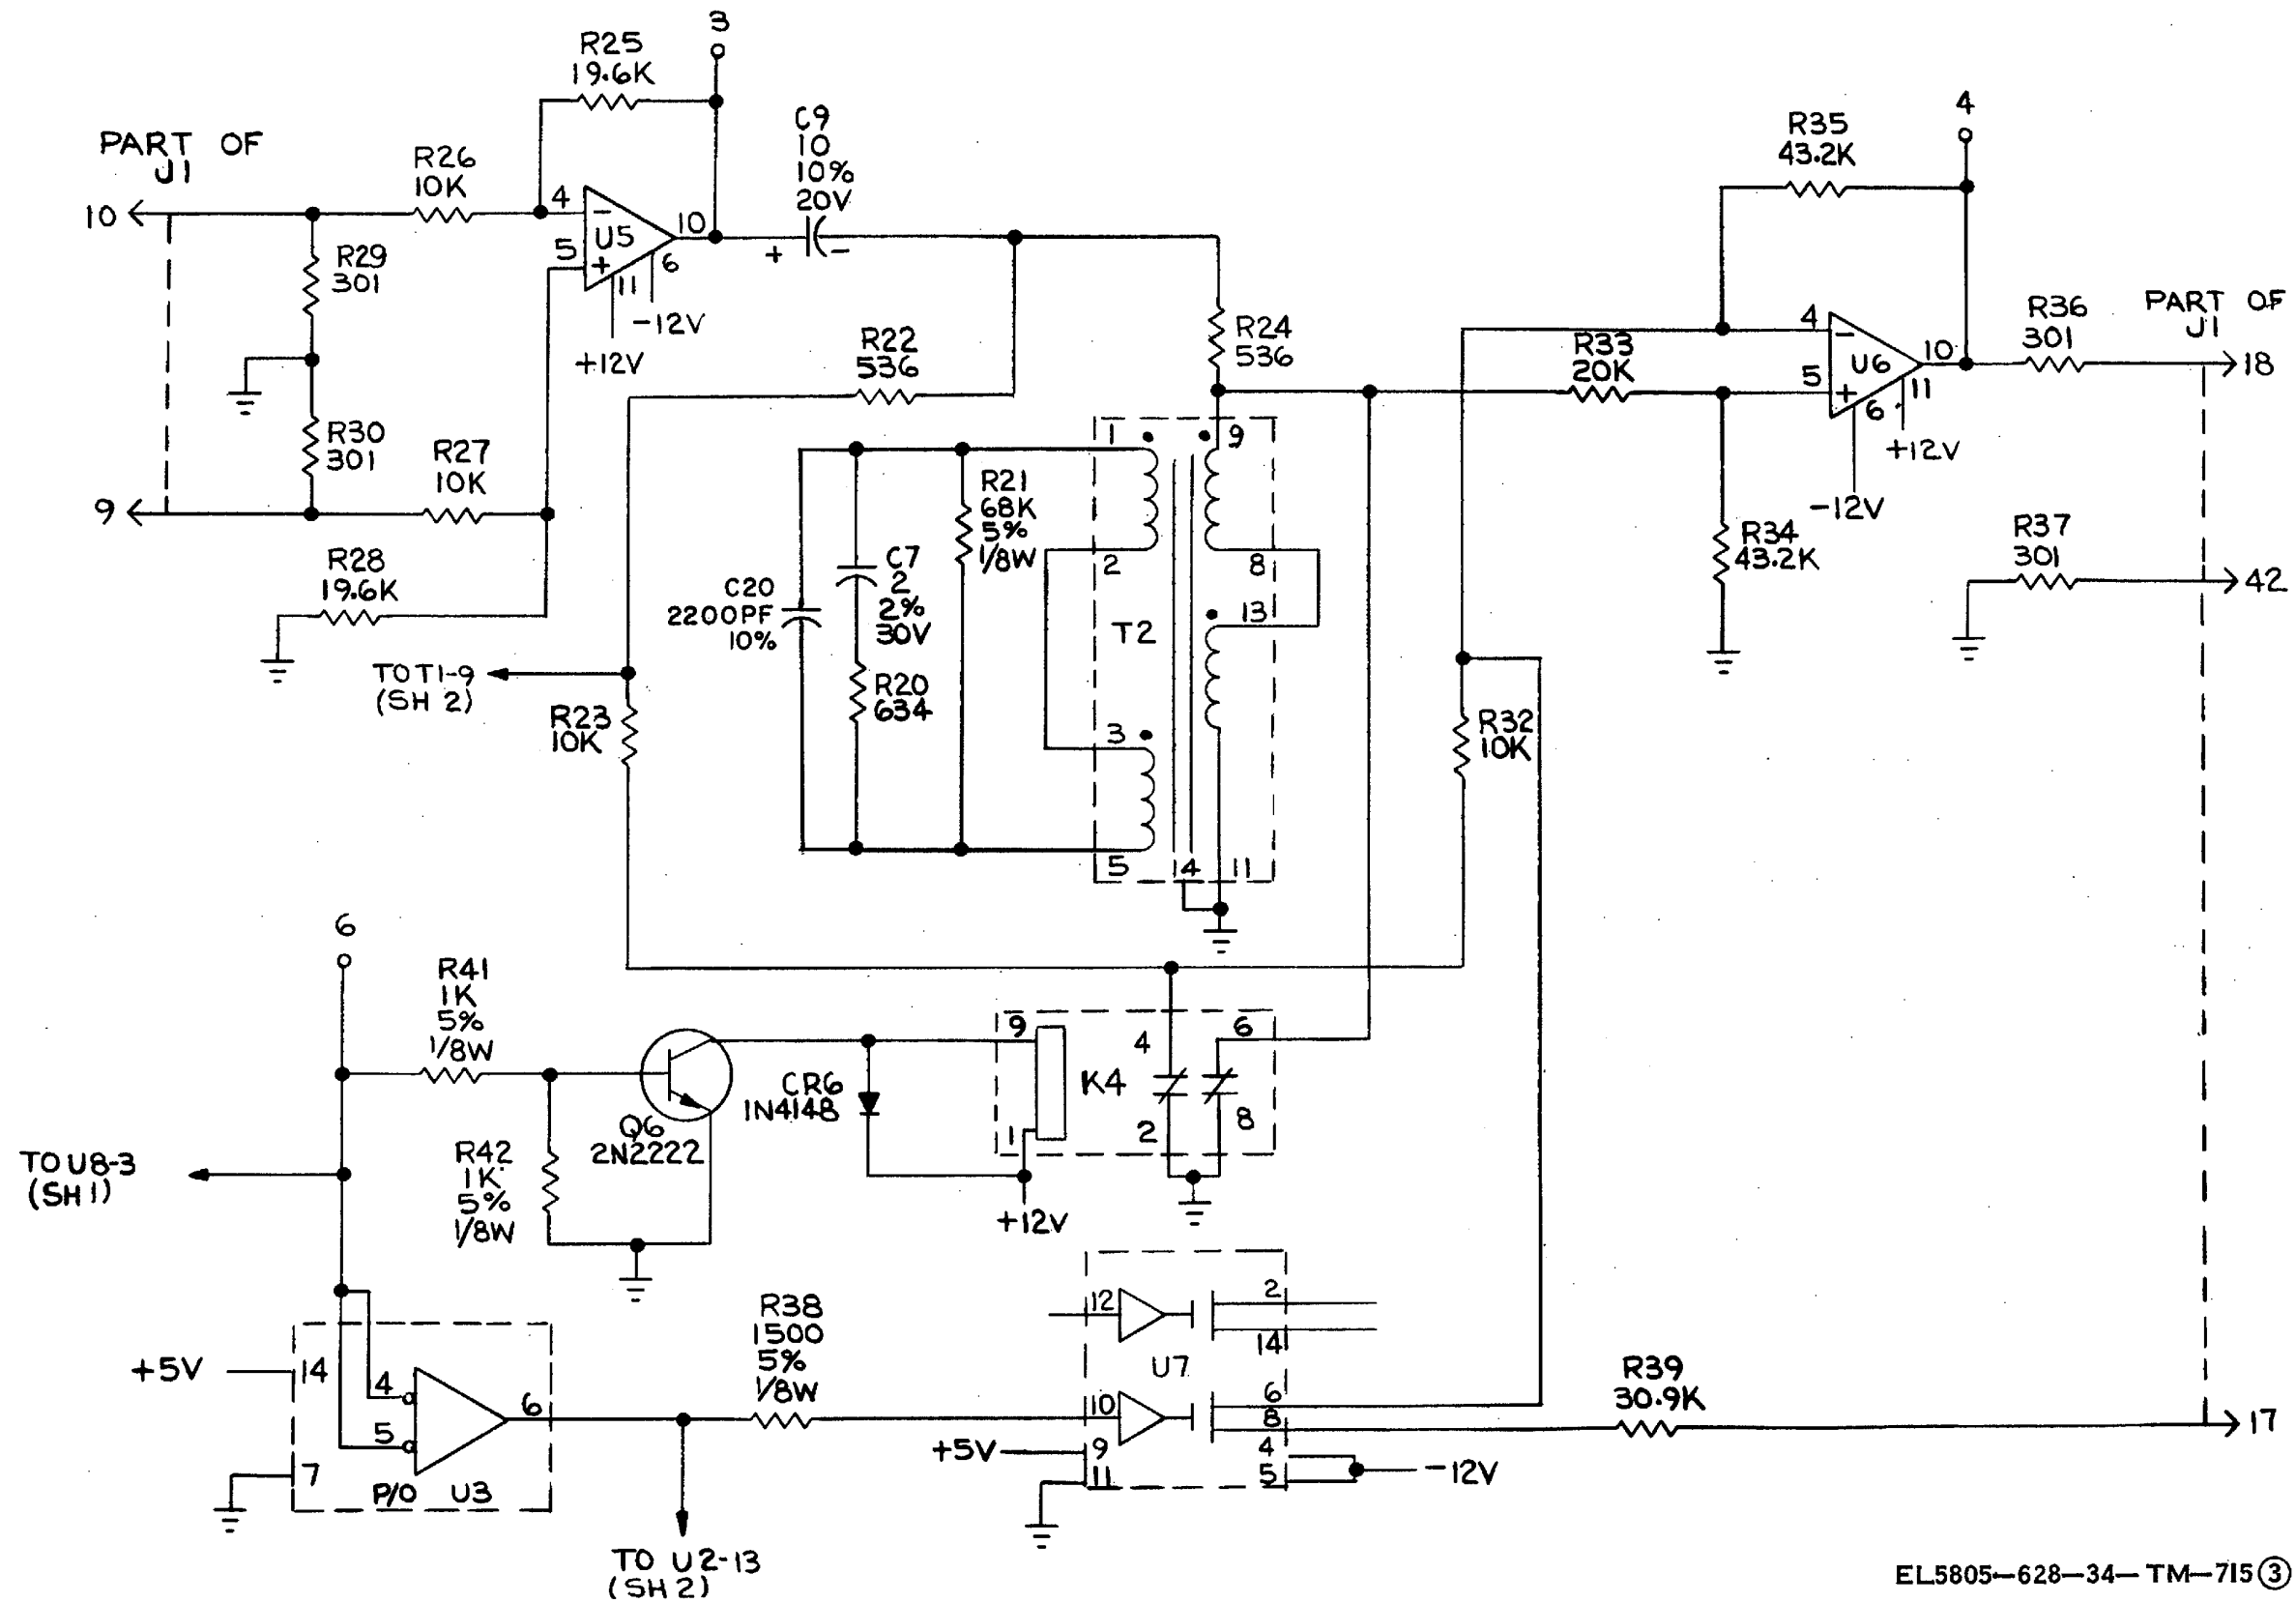 3
R25
19.6K
PART OF
J1
10
R26
10K
4
−
U5
5
+
10
11
6
−12V
+12V
C9
10
10%
20V
+
−
R29
301
R30
301
9
R27
10K
R28
19.6K
R22
536
R24
536
TO T1-9
(SH 2)
R23
10K
C20
2200PF
10%
C7
2
2%
30V
R20
634
R21
68K
5%
1/8W
1
9
2
8
13
T2
3
5
14
11
4
R35
43.2K
R33
20K
4
−
U6
5
+
10
11
6
+12V
−12V
R36
301
PART OF
J1
18
R34
43.2K
R37
301
42
R32
10K
6
R41
1K
5%
1/8W
R42
1K
5%
1/8W
Q6
2N2222
CR6
1N4148
9
1
K4
4
6
2
8
+12V
TO U8-3
(SH 1)
+5V
14
4
5
6
7
P/O U3
R38
1500
5%
1/8W
TO U2-13
(SH 2)
12
2
14
U7
10
6
8
+5V
9
11
4
5
−12V
R39
30.9K
17
EL5805-628-34-TM-715③